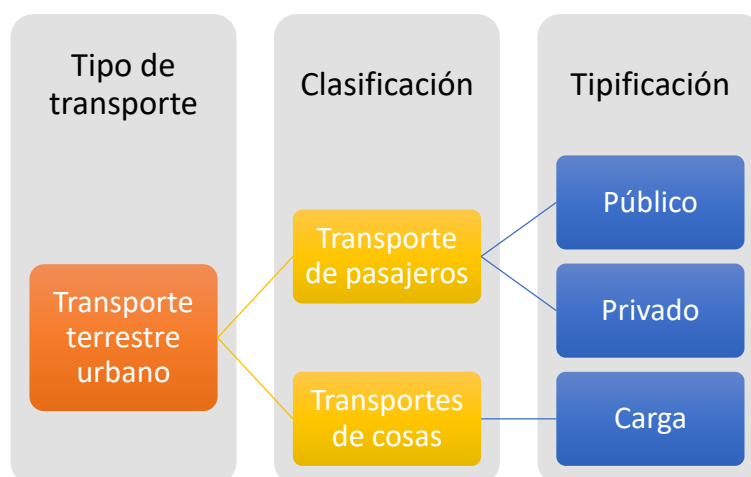 Tipo de
transporte
Clasificación
Tipificación
Transporte
terrestre
urbano
Transporte
de pasajeros
Transportes
de cosas
Público
Privado
Carga